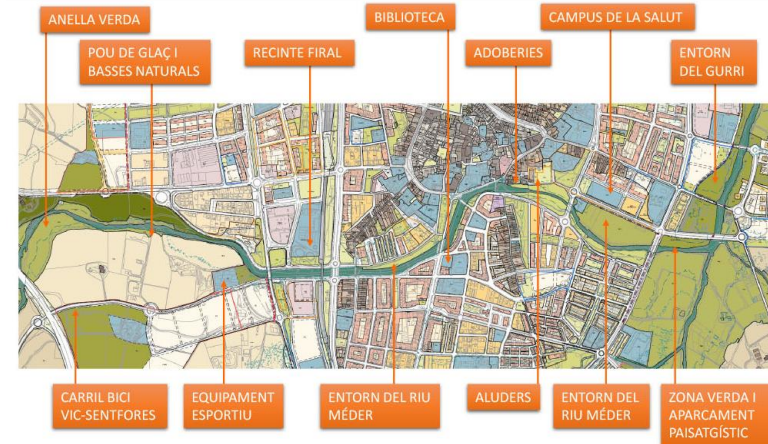 ANELLA VERDA
BIBLIOTECA
CAMPUS DE LA SALUT
POU DE GLAÇ I
BASSES NATURALS
RECINTE FIRAL
ADOBERIES
ENTORN
DEL GURRI
CARRIL BICI
VIC-SENTFORES
EQUIPAMENT
ESPORTIU
ENTORN DEL RIU
MÉDER
ALUDERS
ENTORN DEL
RIU MÉDER
ZONA VERDA I
APARCAMENT
PAISATGÍSTIC